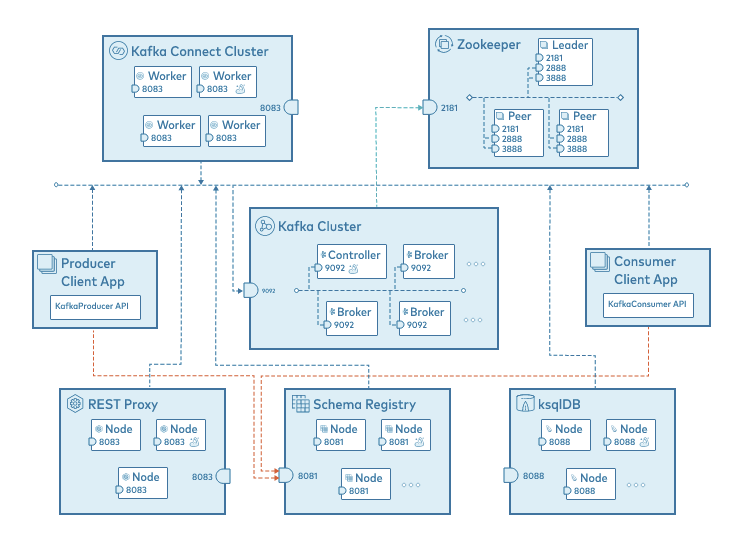 Kafka Connect Cluster
Worker
8083
Worker
8083
Worker
8083
Worker
8083
8083
Zookeeper
Leader
2181
2888
3888
2181
Peer
2181
2888
3888
Peer
2181
2888
3888
Kafka Cluster
Controller
9092
Broker
9092
9092
Broker
9092
Broker
9092
Producer
Client App
KafkaProducer API
Consumer
Client App
KafkaConsumer API
REST Proxy
Node
8083
Node
8083
Node
8083
8083
Schema Registry
Node
8081
Node
8081
8081
Node
8081
ksqlDB
Node
8088
Node
8088
8088
Node
8088